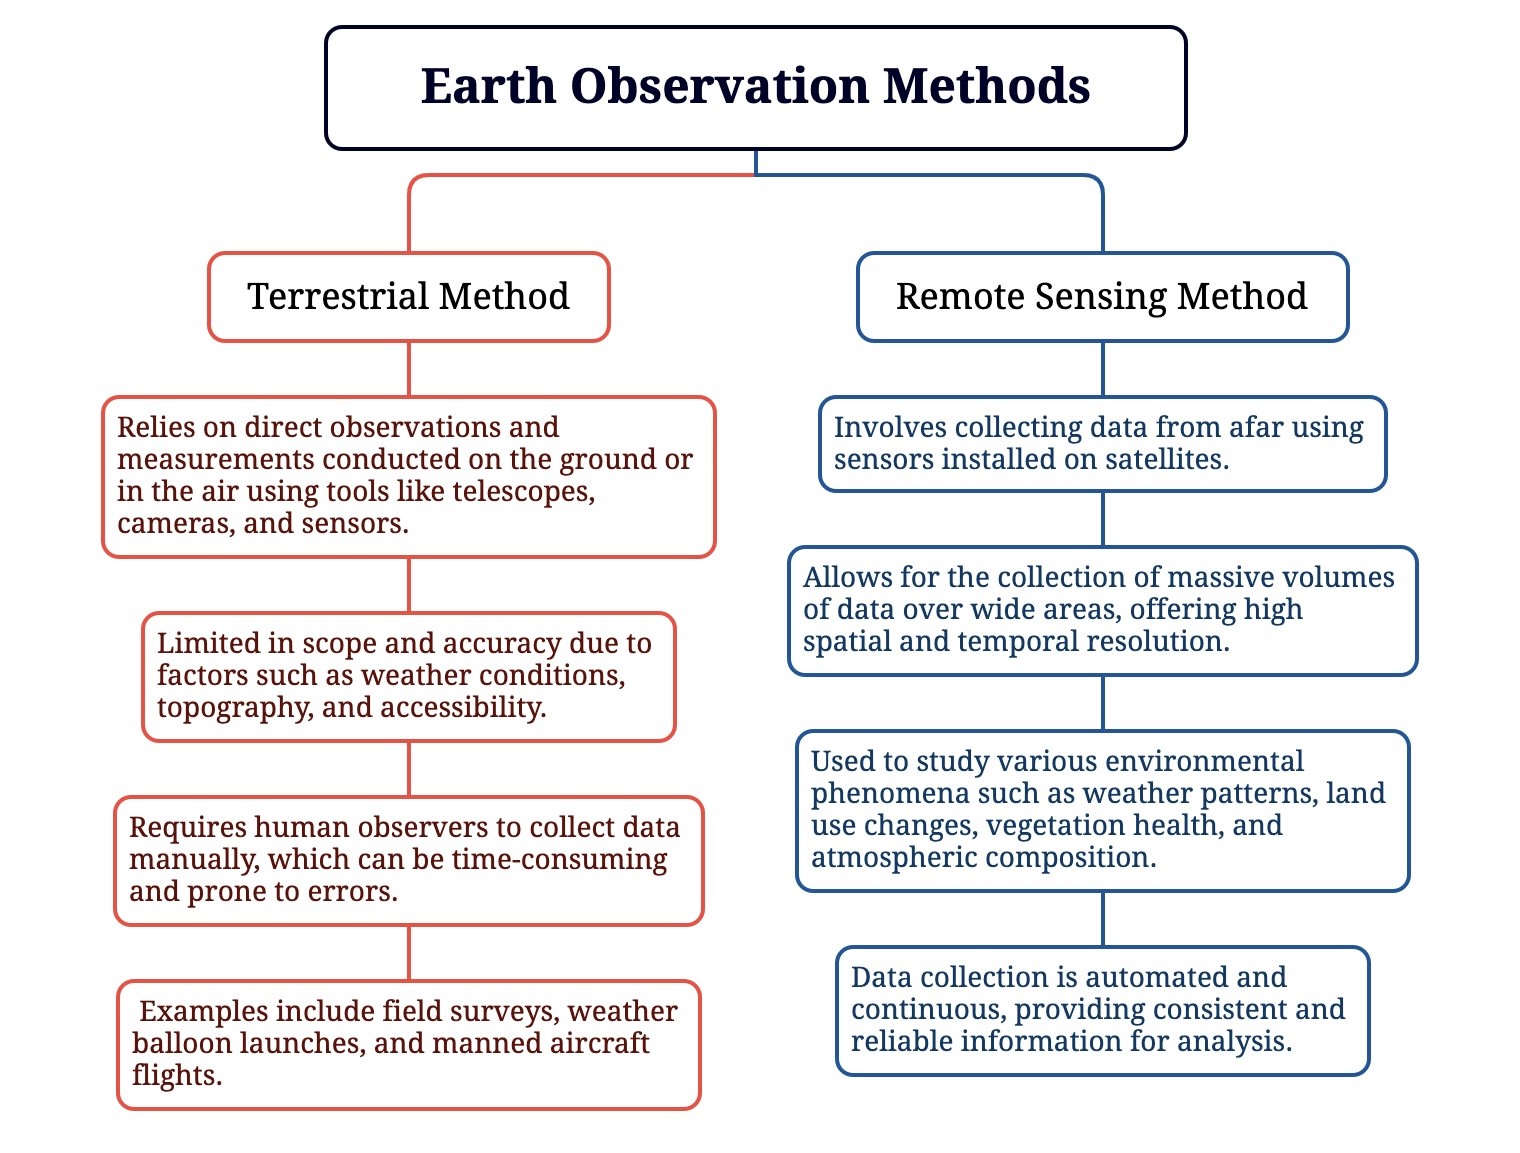 Earth Observation Methods
Terrestrial Method
Relies on direct observations and
measurements conducted on the ground or
in the air using tools like telescopes,
cameras, and sensors.
Limited in scope and accuracy due to
factors such as weather conditions,
topography, and accessibility.
Requires human observers to collect data
manually, which can be time-consuming
and prone to errors.
Examples include field surveys, weather
balloon launches, and manned aircraft
flights.
Remote Sensing Method
Involves collecting data from afar using
sensors installed on satellites.
Allows for the collection of massive volumes
of data over wide areas, offering high
spatial and temporal resolution.
Used to study various environmental
phenomena such as weather patterns, land
use changes, vegetation health, and
atmospheric composition.
Data collection is automated and
continuous, providing consistent and
reliable information for analysis.